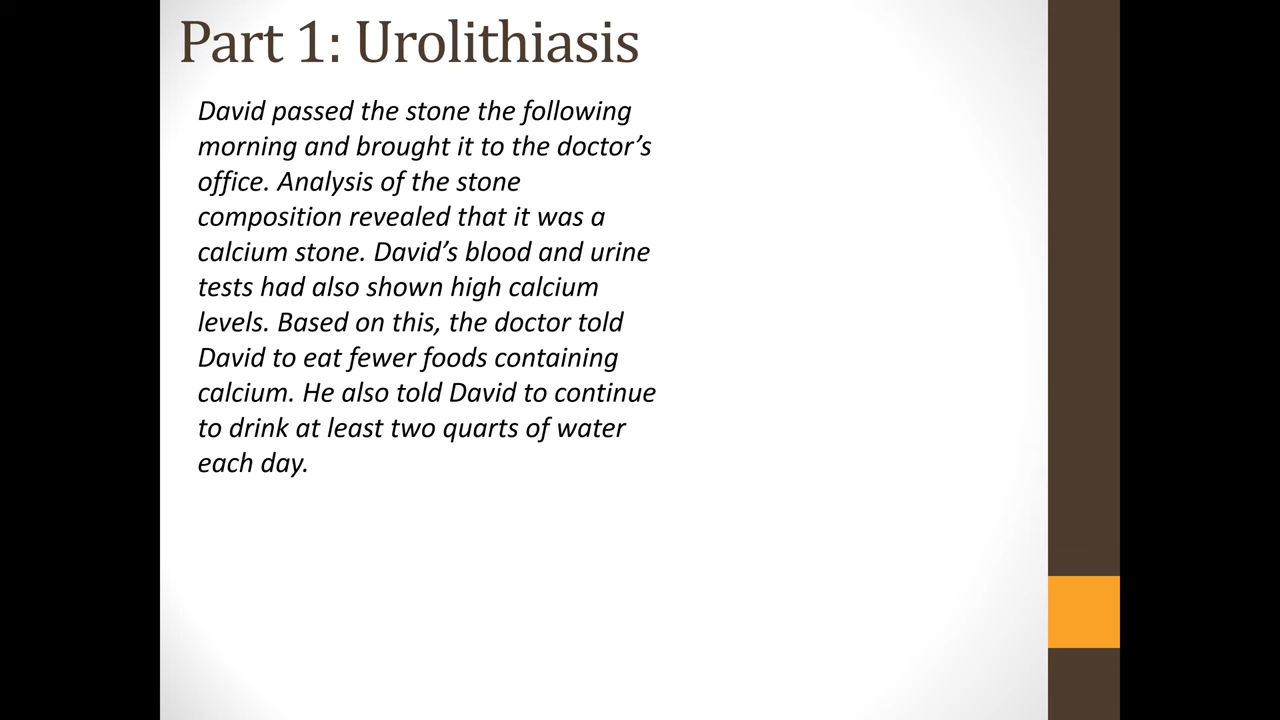 Part 1: Urolithiasis
David passed the stone the following
morning and brought it to the doctor’s
office. Analysis of the stone
composition revealed that it was a
calcium stone. David’s blood and urine
tests had also shown high calcium
levels. Based on this, the doctor told
David to eat fewer foods containing
calcium. He also told David to continue
to drink at least two quarts of water
each day.